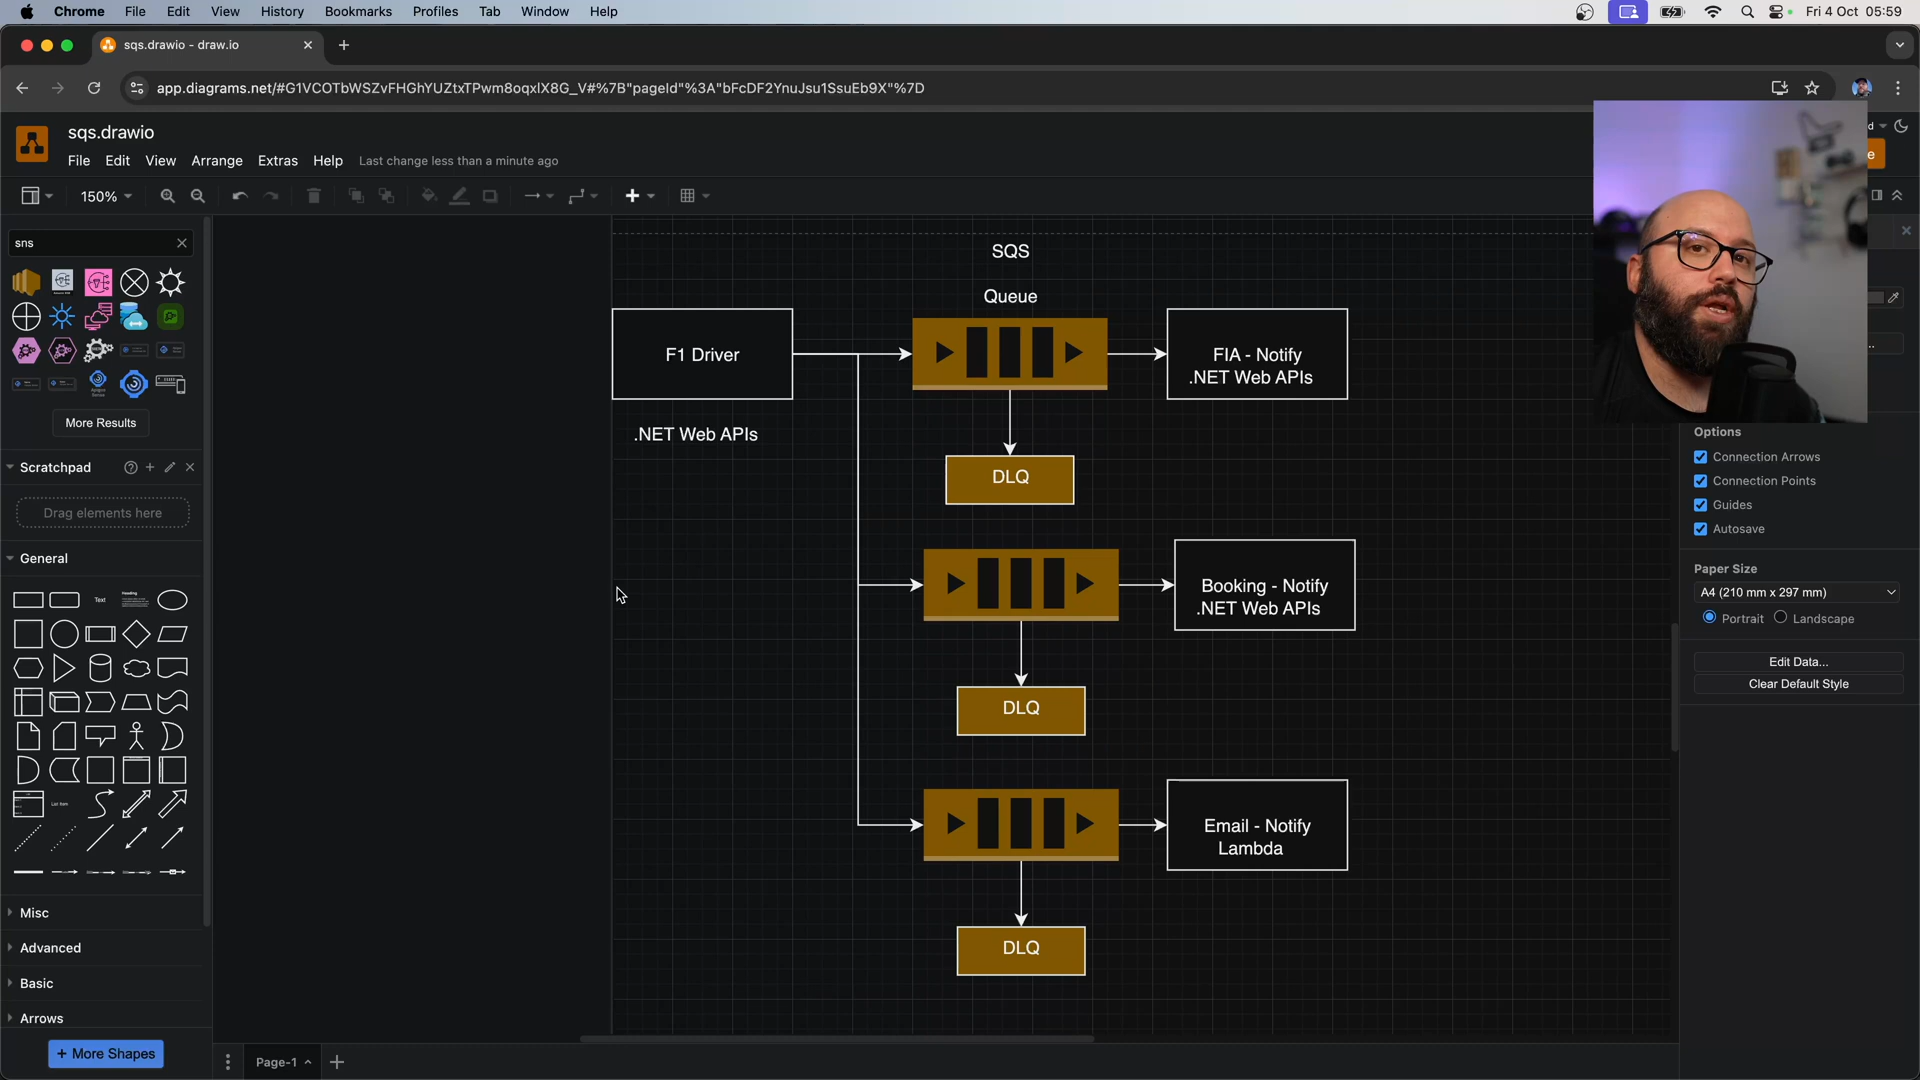 Chrome File Edit View History Bookmarks Profiles Tab Window Help
Fri 4 Oct 05:59
sqs.drawio - draw.io
app.diagrams.net/#G1VCOTbWSZvFHGhYUZtxTPwm8oqxlX8G_V#%7B"pageId"%3A"bFcDF2YnuJsu1SsuEb9X"%7D
sqs.drawio
File Edit View Arrange Extras Help Last change less than a minute ago
150%
sns
More Results
Scratchpad
Drag elements here
General
Text
Heading
List Item
Misc
Advanced
Basic
Arrows
+ More Shapes
SQS
Queue
F1 Driver
.NET Web APIs
FIA - Notify
.NET Web APIs
DLQ
Booking - Notify
.NET Web APIs
DLQ
Email - Notify
Lambda
DLQ
Options
Connection Arrows
Connection Points
Guides
Autosave
Paper Size
A4 (210 mm x 297 mm)
Portrait Landscape
Edit Data...
Clear Default Style
Page-1